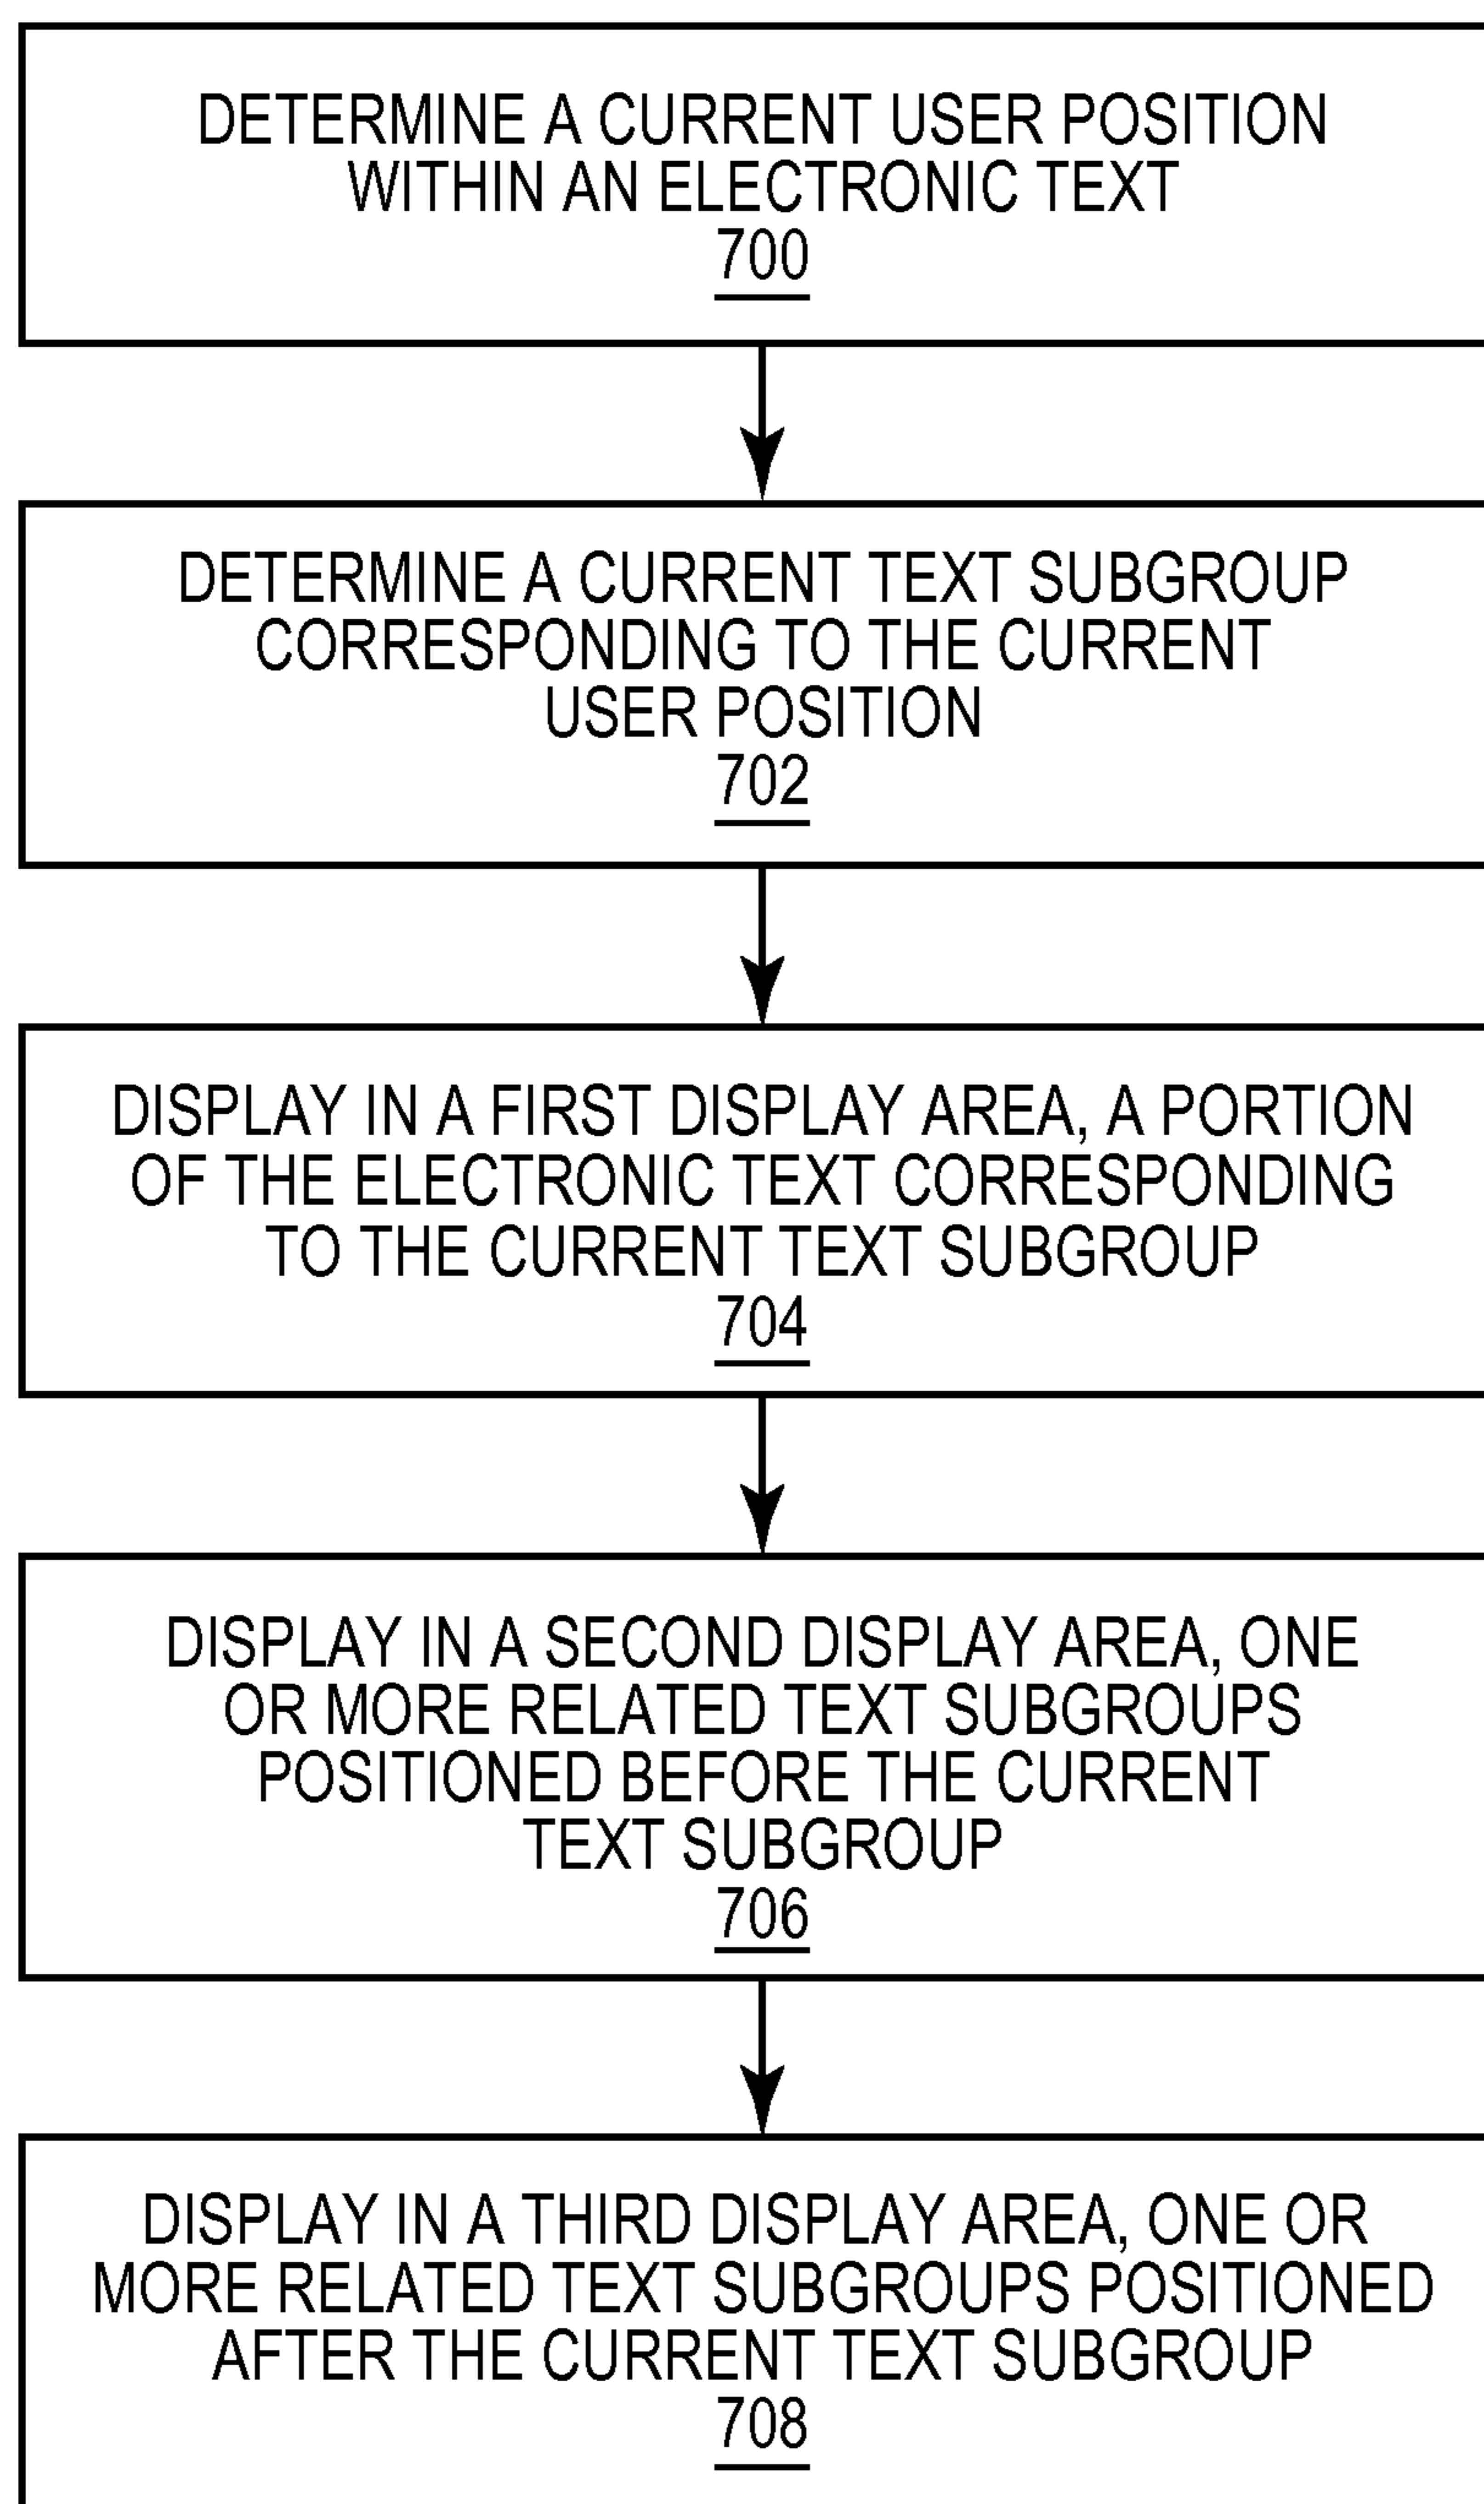 DETERMINE A CURRENT USER POSITION
WITHIN AN ELECTRONIC TEXT
700
DETERMINE A CURRENT TEXT SUBGROUP
CORRESPONDING TO THE CURRENT
USER POSITION
702
DISPLAY IN A FIRST DISPLAY AREA, A PORTION
OF THE ELECTRONIC TEXT CORRESPONDING
TO THE CURRENT TEXT SUBGROUP
704
DISPLAY IN A SECOND DISPLAY AREA, ONE
OR MORE RELATED TEXT SUBGROUPS
POSITIONED BEFORE THE CURRENT
TEXT SUBGROUP
706
DISPLAY IN A THIRD DISPLAY AREA, ONE OR
MORE RELATED TEXT SUBGROUPS POSITIONED
AFTER THE CURRENT TEXT SUBGROUP
708